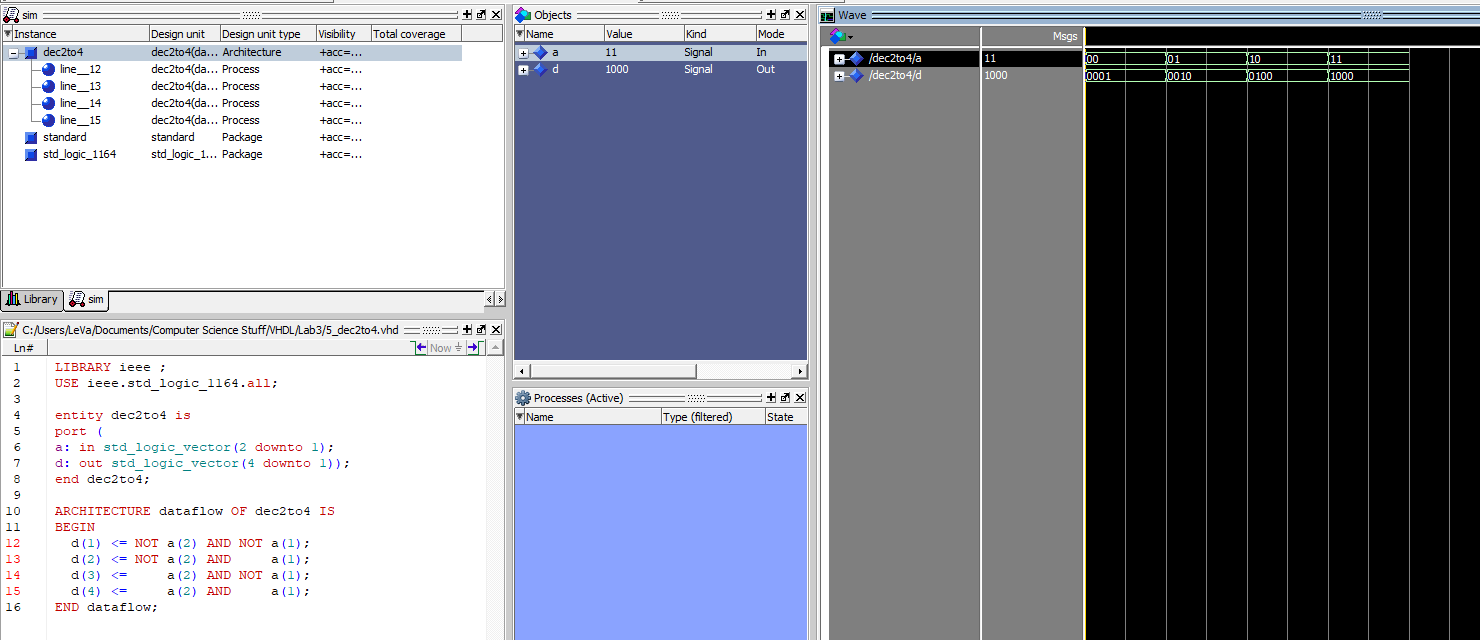 sim
Instance Design unit Design unit type Visibility Total coverage
dec2to4 dec2to4(da... Architecture +acc=...
line__12 dec2to4(da... Process +acc=...
line__13 dec2to4(da... Process +acc=...
line__14 dec2to4(da... Process +acc=...
line__15 dec2to4(da... Process +acc=...
standard standard Package +acc=...
std_logic_1164 std_logic_1... Package +acc=...
Library sim
C:/Users/LeVa/Documents/Computer Science Stuff/VHDL/Lab3/5_dec2to4.vhd
Ln# Now
1 LIBRARY ieee ;
2 USE ieee.std_logic_1164.all;
3
4 entity dec2to4 is
5 port (
6 a: in std_logic_vector(2 downto 1);
7 d: out std_logic_vector(4 downto 1));
8 end dec2to4;
9
10 ARCHITECTURE dataflow OF dec2to4 IS
11 BEGIN
12 d(1) <= NOT a(2) AND NOT a(1);
13 d(2) <= NOT a(2) AND a(1);
14 d(3) <= a(2) AND NOT a(1);
15 d(4) <= a(2) AND a(1);
16 END dataflow;
Objects
Name Value Kind Mode
a 11 Signal In
d 1000 Signal Out
Processes (Active)
Name Type (filtered) State
Wave
Msgs
/dec2to4/a 11 00 01 10 11
/dec2to4/d 1000 0001 0010 0100 1000